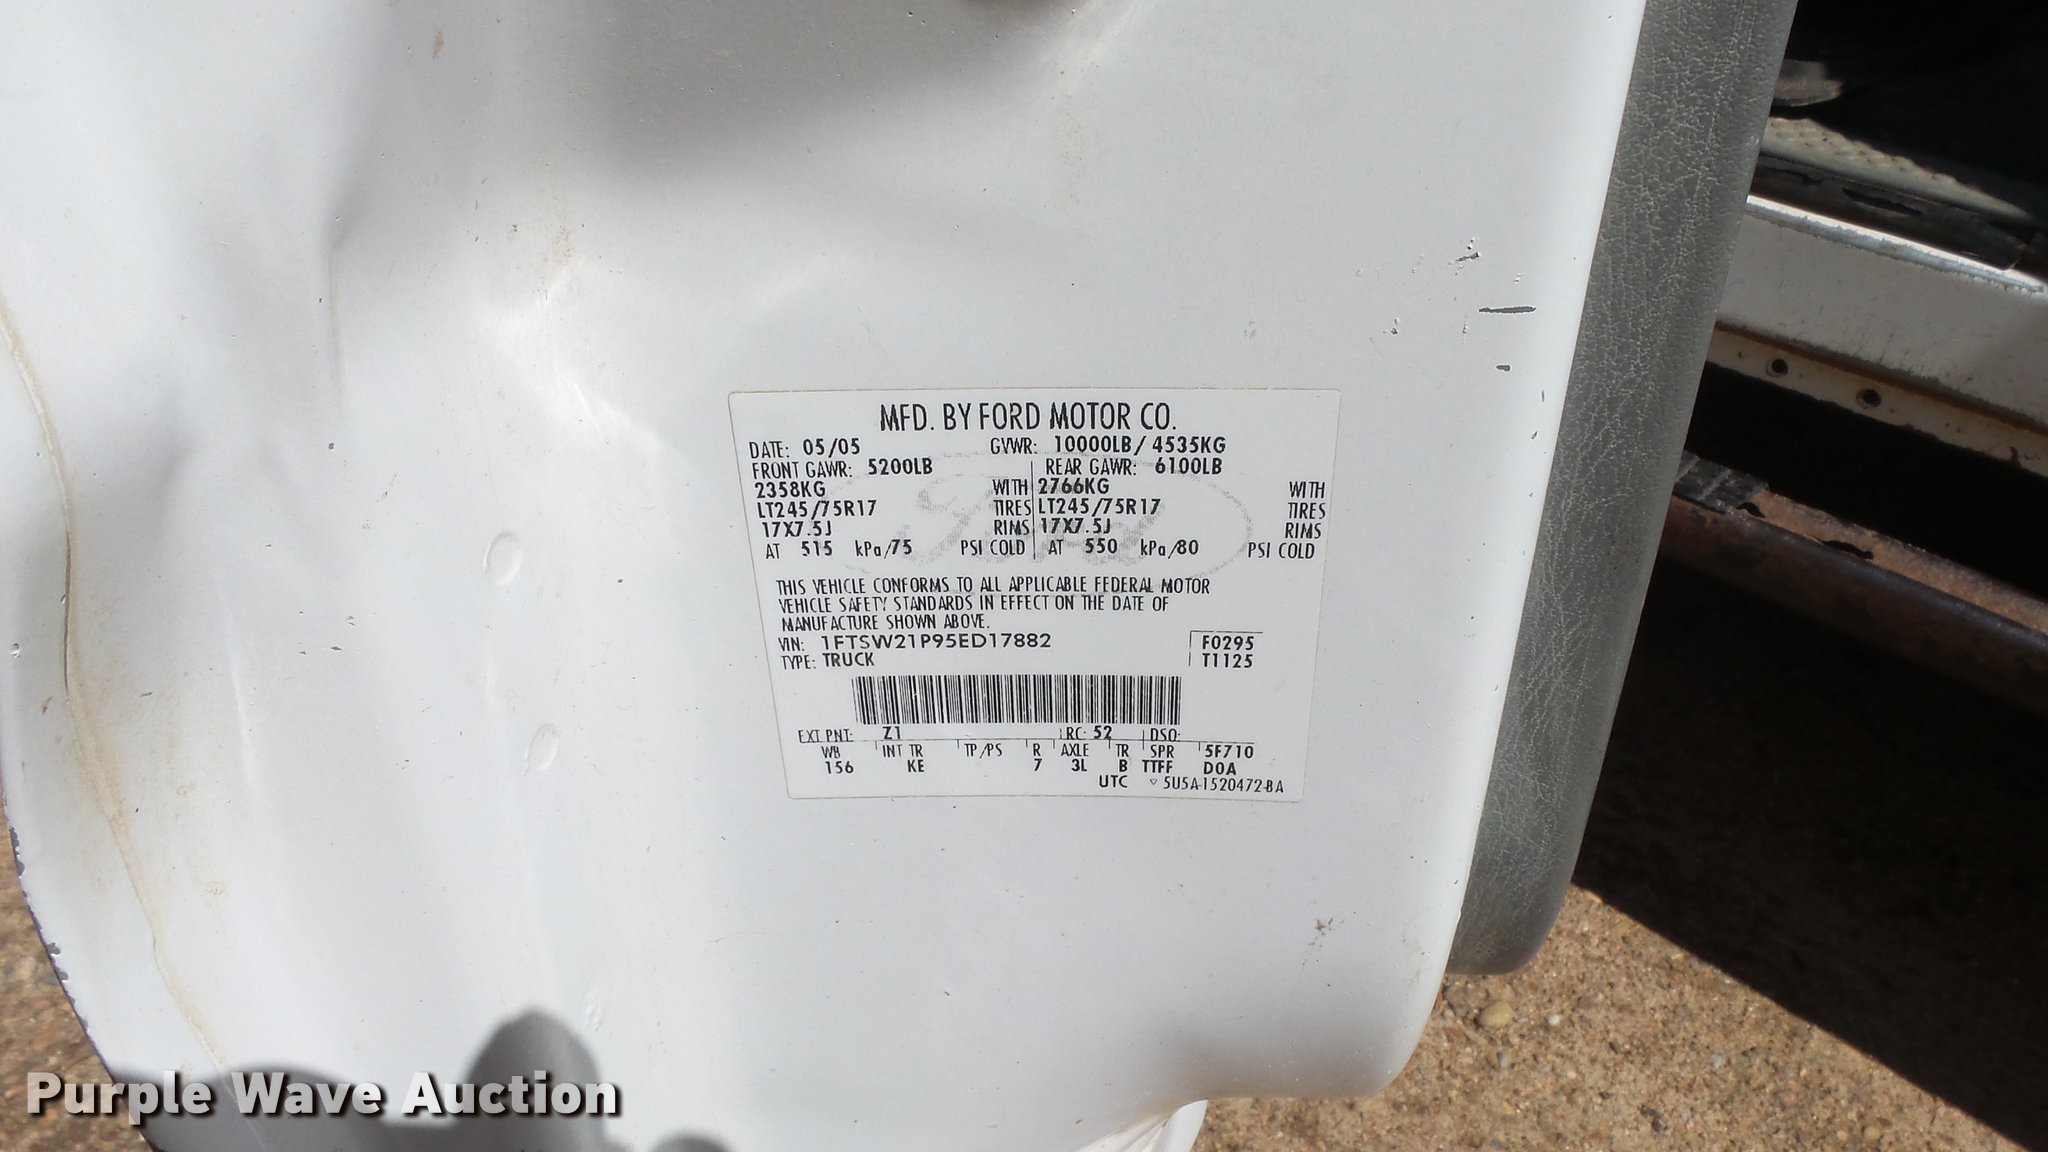 MFD. BY FORD MOTOR CO.
DATE: 05/05 GVWR: 10000LB/ 4535KG
FRONT GAWR: 5200LB REAR GAWR: 6100LB
2358KG WITH 2766KG WITH
LT245/75R17 TIRES LT245/75R17 TIRES
17X7.5J RIMS 17X7.5J RIMS
AT 515 kPa/75 PSI COLD AT 550 kPa/80 PSI COLD
Ford
THIS VEHICLE CONFORMS TO ALL APPLICABLE FEDERAL MOTOR
VEHICLE SAFETY STANDARDS IN EFFECT ON THE DATE OF
MANUFACTURE SHOWN ABOVE.
VIN: 1FTSW21P95ED17882 F0295
TYPE: TRUCK T1125
EXT PNT: Z1 RC: 52 DSO:
WB INT TR TP/PS R AXLE TR SPR 5F710
156 KE 7 3L B TTFF D0A
UTC ▽ 5U5A-1520472-BA
Purple Wave Auction